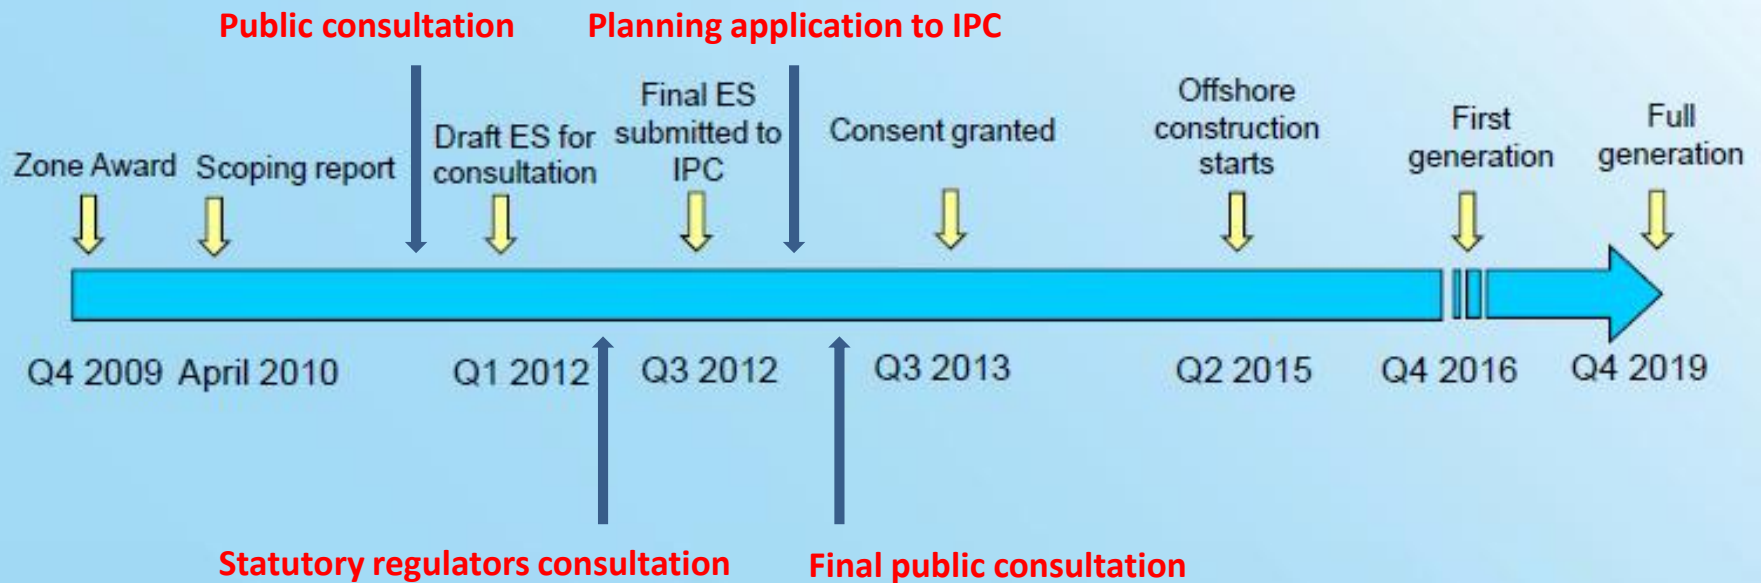 Public consultation
Planning application to IPC
Zone Award
Scoping report
Draft ES for
consultation
Final ES
submitted to
IPC
Consent granted
Offshore
construction
starts
First
generation
Full
generation
Q4 2009
April 2010
Q1 2012
Q3 2012
Q3 2013
Q2 2015
Q4 2016
Q4 2019
Statutory regulators consultation
Final public consultation